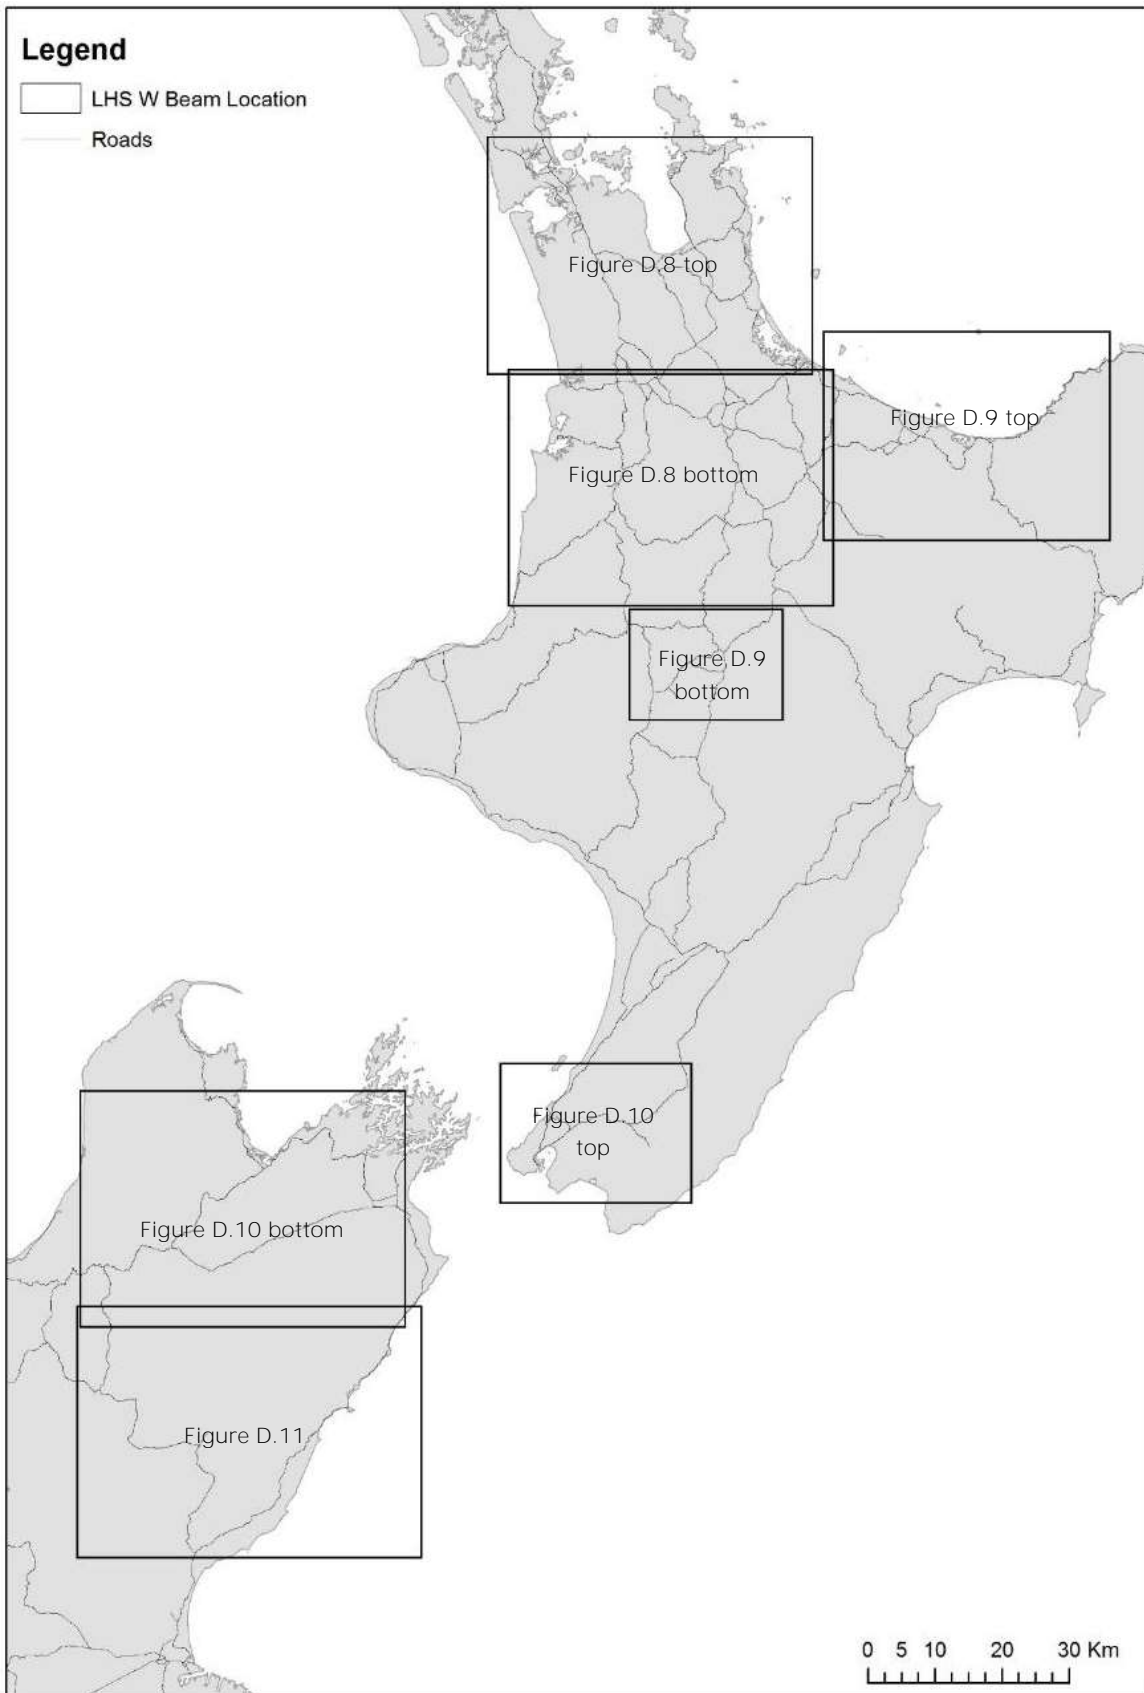 Legend
LHS W Beam Location
Roads
Figure D.8 top
Figure D.9 top
Figure D.8 bottom
Figure D.9
bottom
Figure D.10
top
Figure D.10 bottom
Figure D.11
0 5 10 20 30 Km